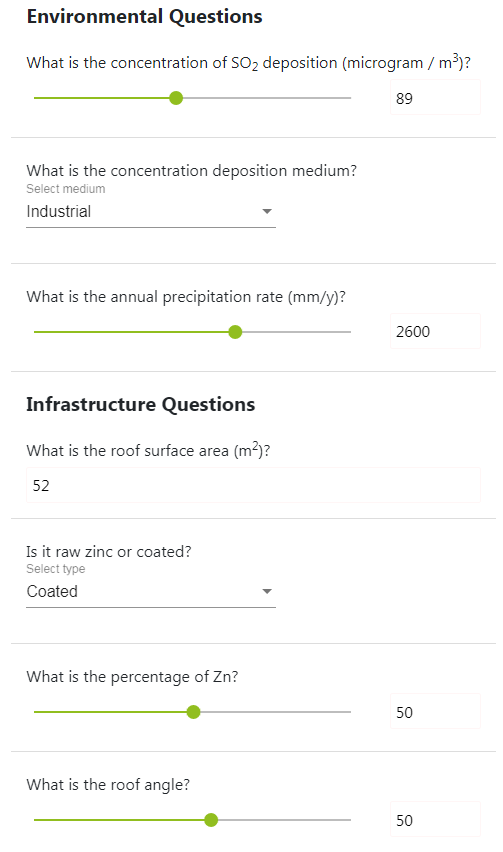 Environmental Questions
What is the concentration of SO₂ deposition (microgram / m³)?
89
What is the concentration deposition medium?
Select medium
Industrial
What is the annual precipitation rate (mm/y)?
2600
Infrastructure Questions
What is the roof surface area (m²)?
52
Is it raw zinc or coated?
Select type
Coated
What is the percentage of Zn?
50
What is the roof angle?
50